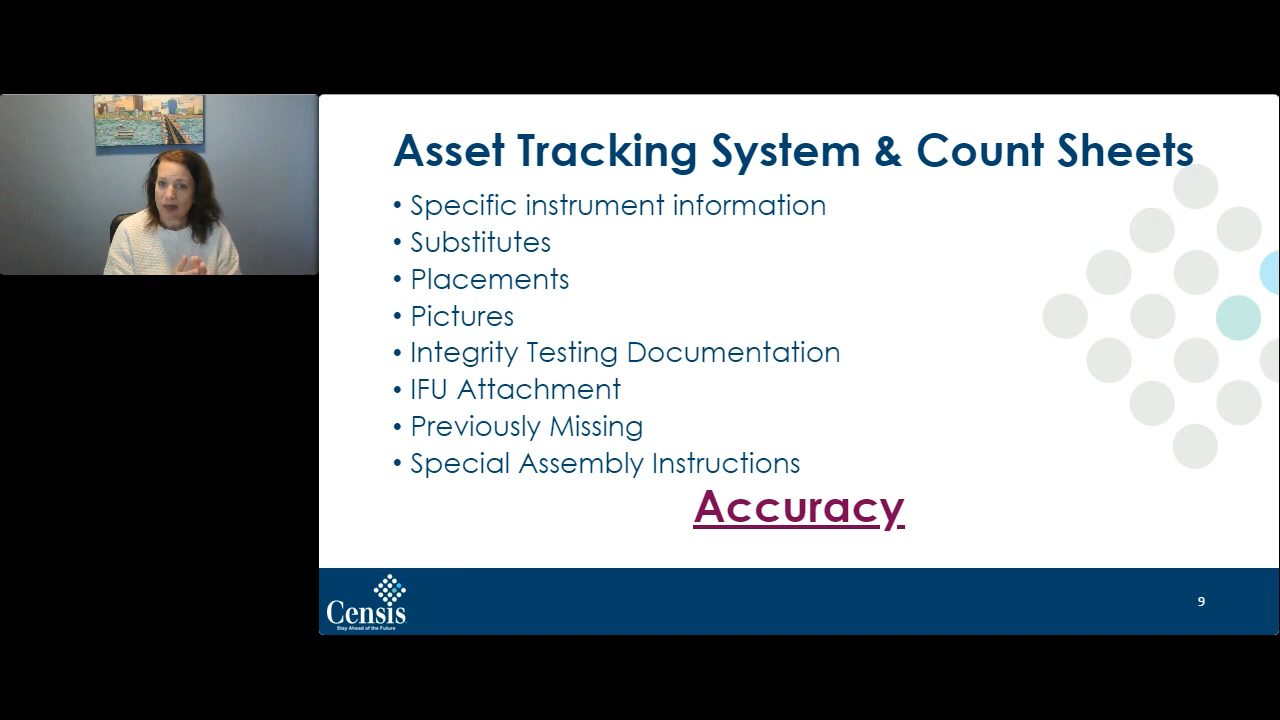 Asset Tracking System & Count Sheets
• Specific instrument information
• Substitutes
• Placements
• Pictures
• Integrity Testing Documentation
• IFU Attachment
• Previously Missing
• Special Assembly Instructions
Accuracy
Censis
Stay Ahead of the Future
9